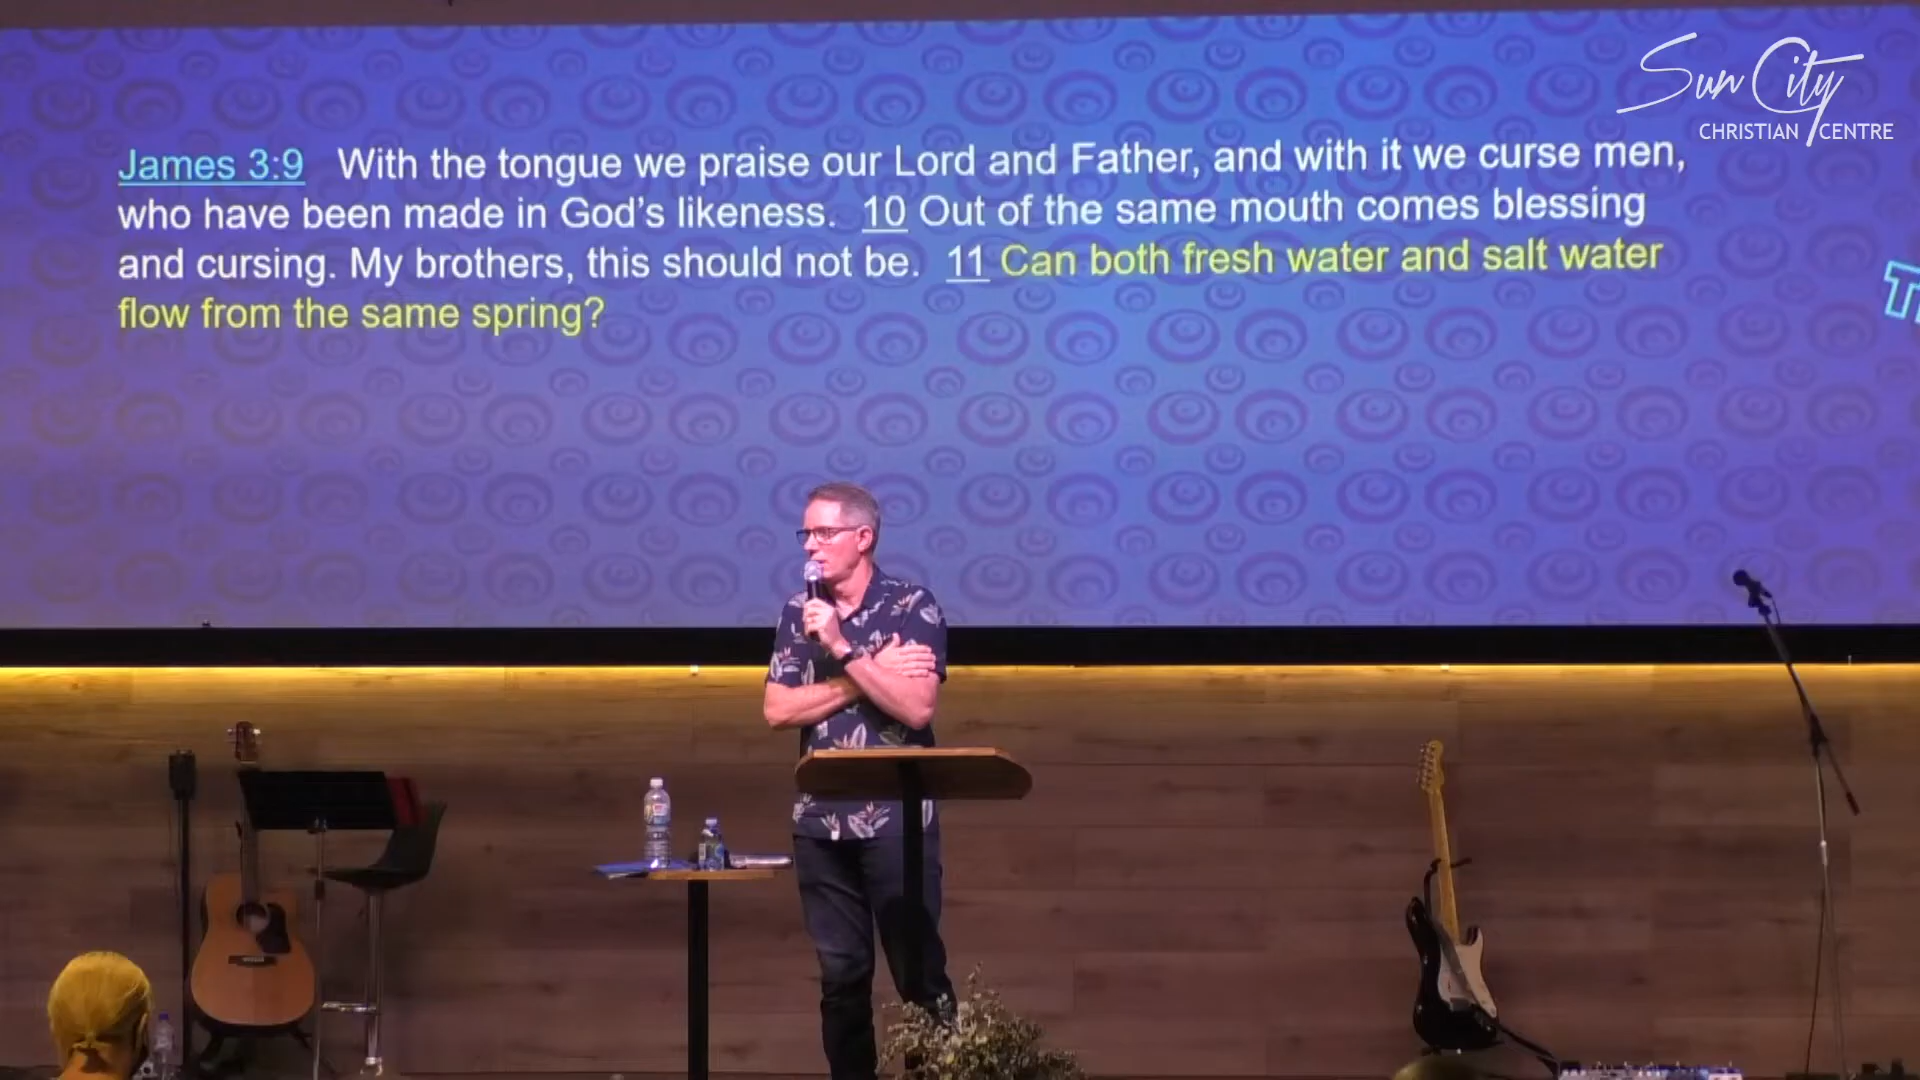 Sun City
CHRISTIAN CENTRE
James 3:9 With the tongue we praise our Lord and Father, and with it we curse men,
who have been made in God’s likeness. 10 Out of the same mouth comes blessing
and cursing. My brothers, this should not be. 11 Can both fresh water and salt water
flow from the same spring?